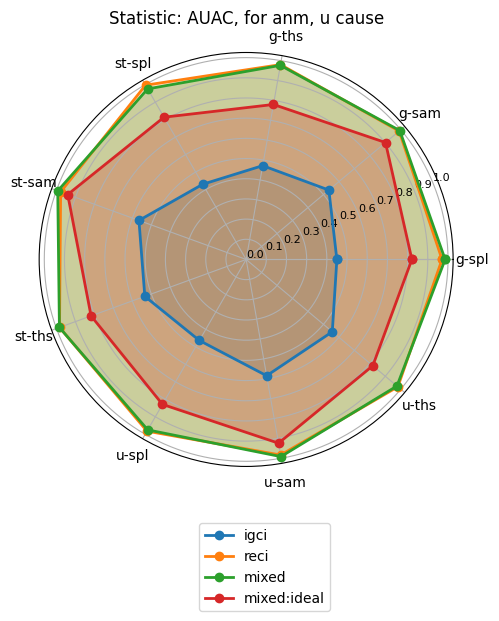 Statistic: AUAC, for anm, u cause
g-ths
st-spl
g-sam
st-sam
1.0
0.9
0.8
0.7
0.6
0.5
0.4
0.3
0.2
0.1
0.0
g-spl
st-ths
u-ths
u-spl
u-sam
igci
reci
mixed
mixed:ideal